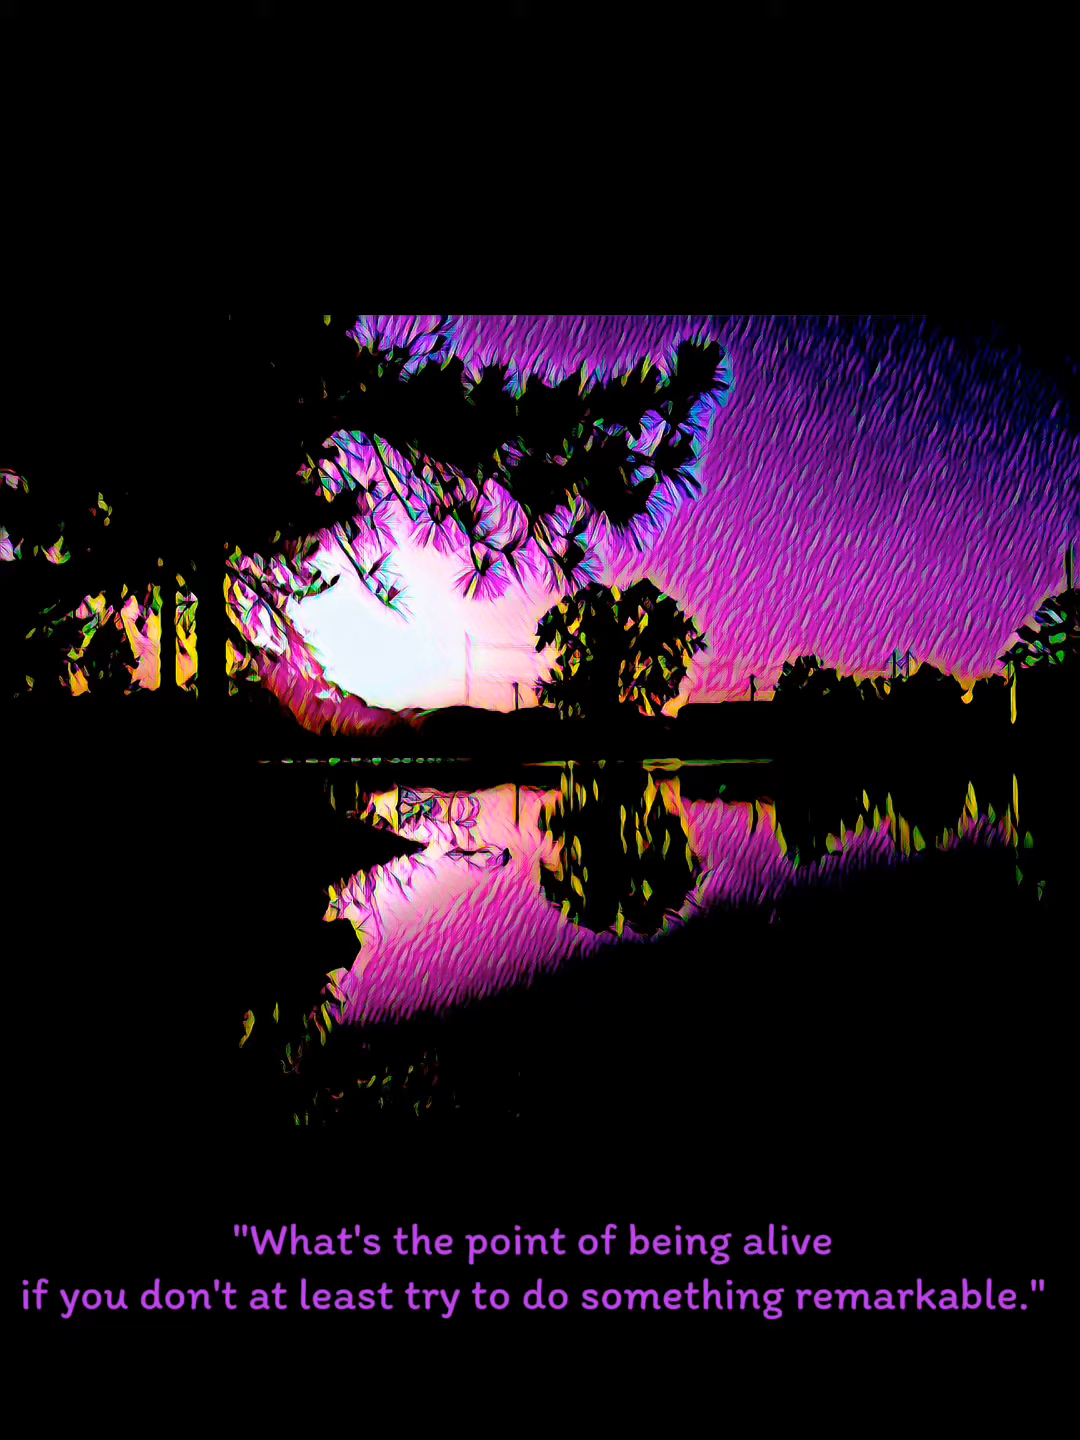 "What's the point of being alive
if you don't at least try to do something remarkable."